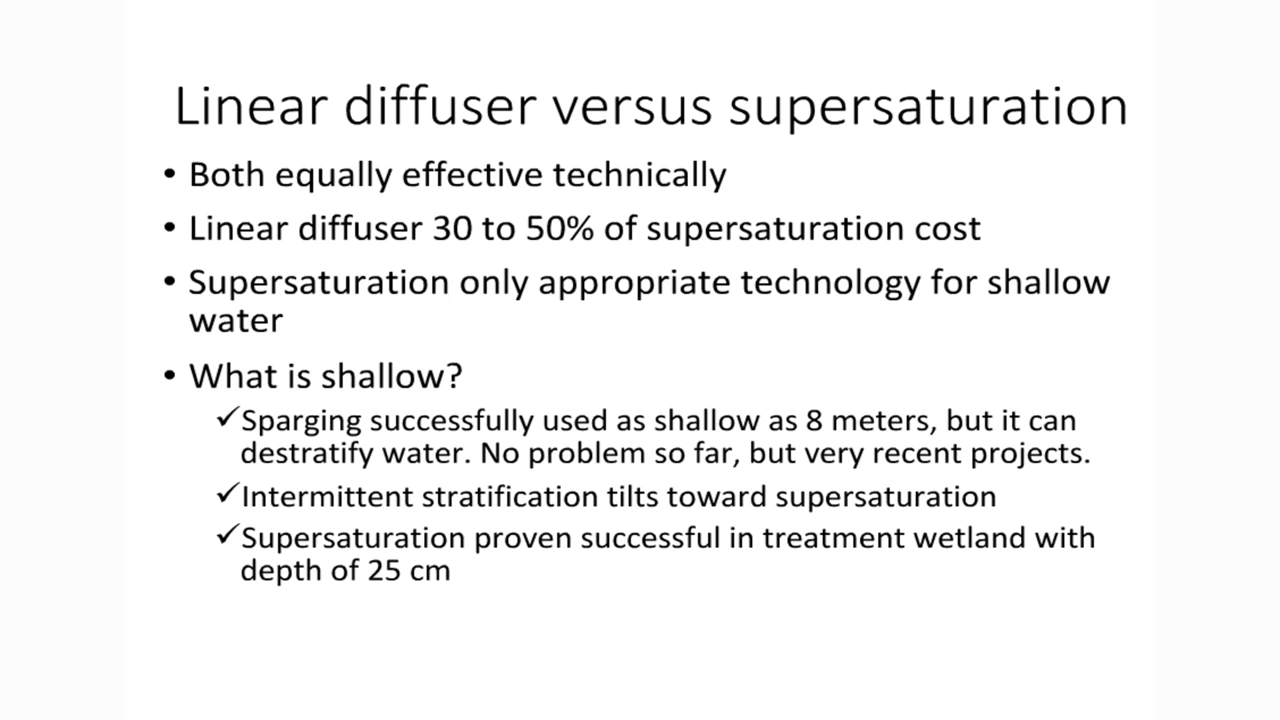 Linear diffuser versus supersaturation
• Both equally effective technically
• Linear diffuser 30 to 50% of supersaturation cost
• Supersaturation only appropriate technology for shallow
water
• What is shallow?
✓Sparging successfully used as shallow as 8 meters, but it can
destratify water. No problem so far, but very recent projects.
✓Intermittent stratification tilts toward supersaturation
✓Supersaturation proven successful in treatment wetland with
depth of 25 cm